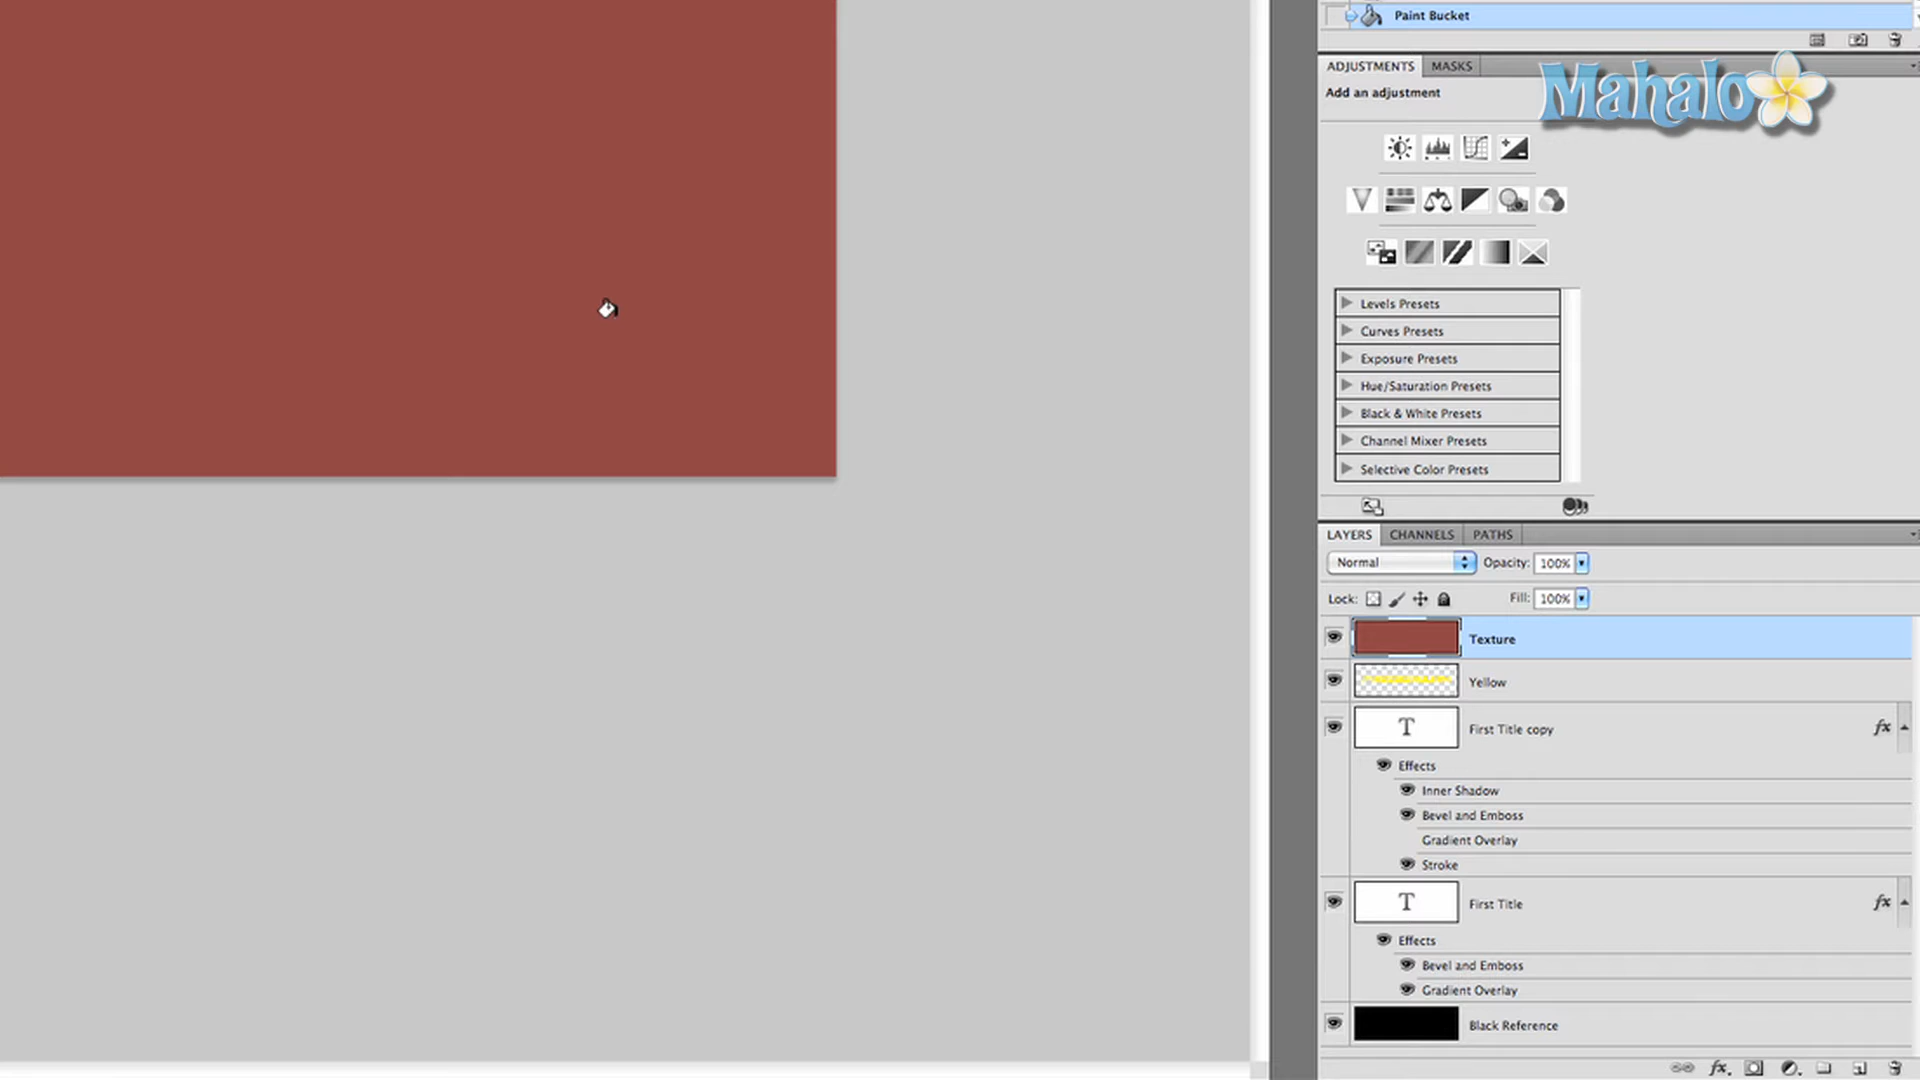 Paint Bucket
ADJUSTMENTS MASKS
Mahalo
Add an adjustment
Levels Presets
Curves Presets
Exposure Presets
Hue/Saturation Presets
Black & White Presets
Channel Mixer Presets
Selective Color Presets
LAYERS CHANNELS PATHS
Normal Opacity: 100%
Lock: Fill: 100%
Texture
Yellow
T First Title copy fx
Effects
Inner Shadow
Bevel and Emboss
Gradient Overlay
Stroke
T First Title fx
Effects
Bevel and Emboss
Gradient Overlay
Black Reference
fx